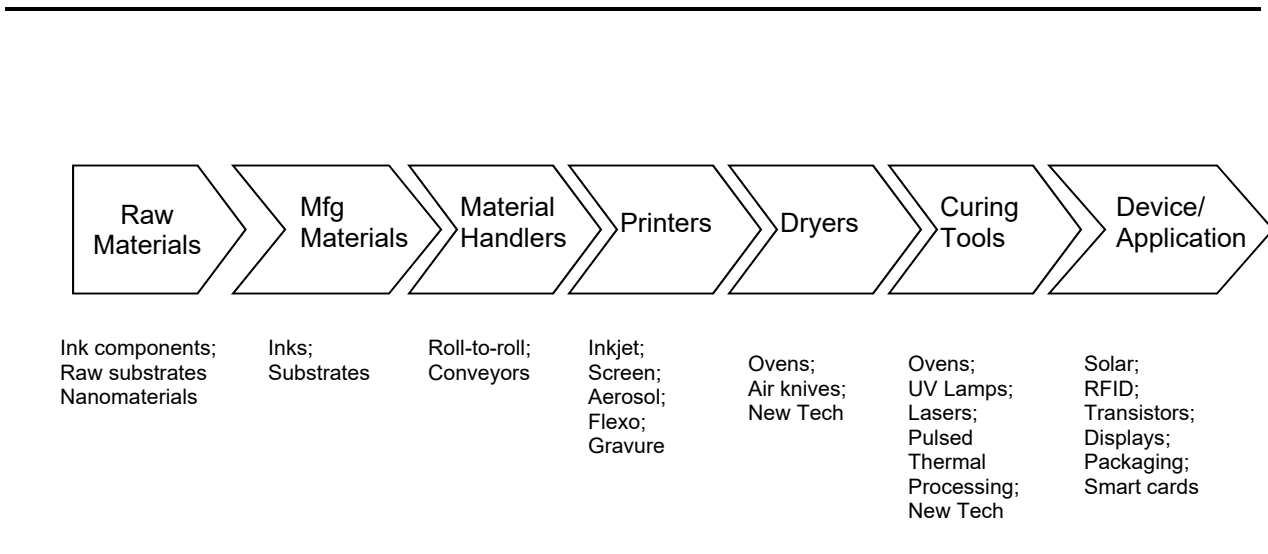 Raw
Materials
Mfg
Materials
Material
Handlers
Printers
Dryers
Curing
Tools
Device/
Application
Ink components;
Raw substrates
Nanomaterials
Inks;
Substrates
Roll-to-roll;
Conveyors
Inkjet;
Screen;
Aerosol;
Flexo;
Gravure
Ovens;
Air knives;
New Tech
Ovens;
UV Lamps;
Lasers;
Pulsed
Thermal
Processing;
New Tech
Solar;
RFID;
Transistors;
Displays;
Packaging;
Smart cards